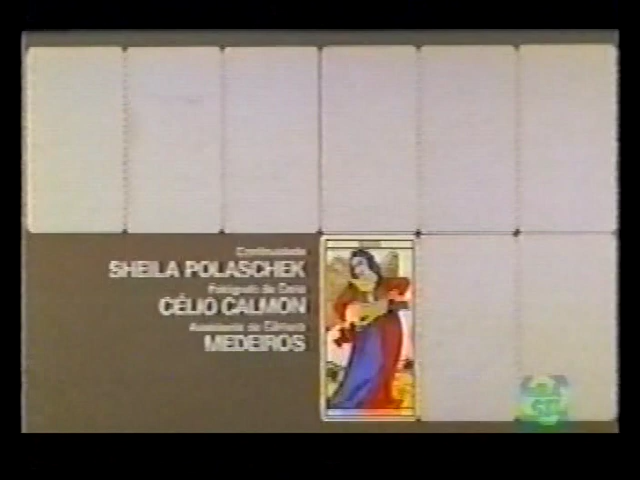 Continuidade
SHEILA POLASCHEK
Fotógrafo de Cena
CÉLIO CALMON
Assistente de Câmera
MEDEIROS